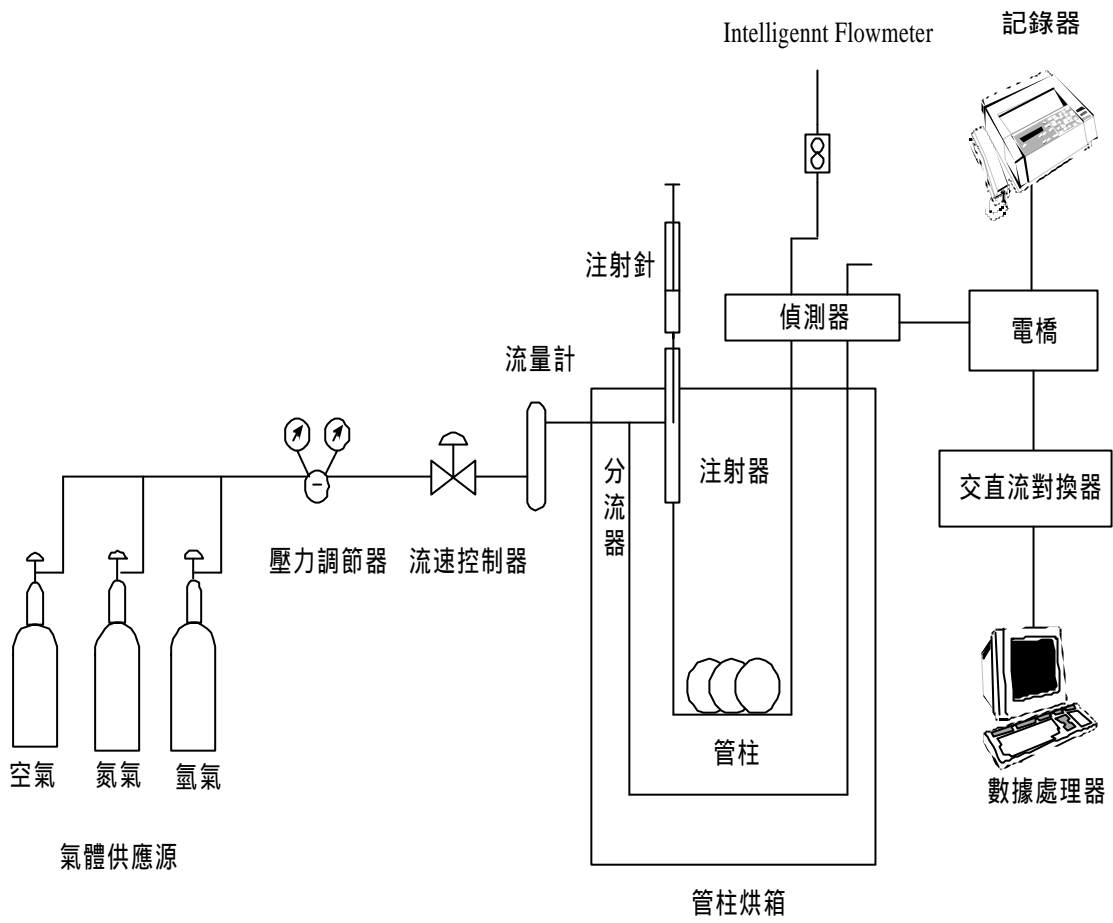 Intelligennt Flowmeter
記錄器
注射針
偵測器
電橋
流量計
分流器
注射器
交直流對換器
壓力調節器
流速控制器
管柱
空氣
氮氣
氫氣
數據處理器
氣體供應源
管柱烘箱